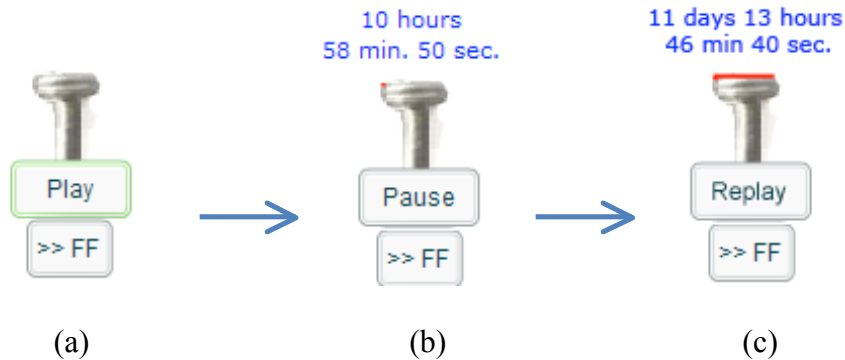 10 hours
58 min. 50 sec.
11 days 13 hours
46 min 40 sec.
Play
Pause
Replay
>> FF
>> FF
>> FF
(a)
(b)
(c)